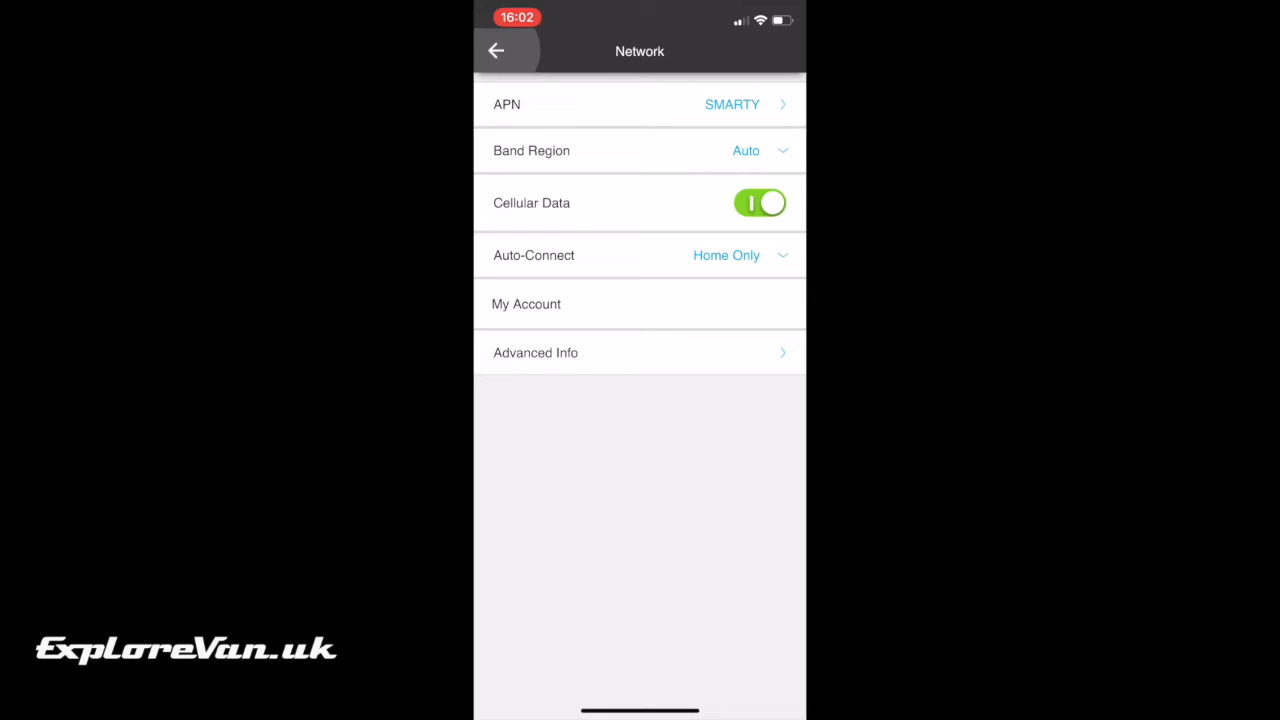 16:02
Network
APN SMARTY
Band Region Auto
Cellular Data
Auto-Connect Home Only
My Account
Advanced Info
ExploreVan.uk